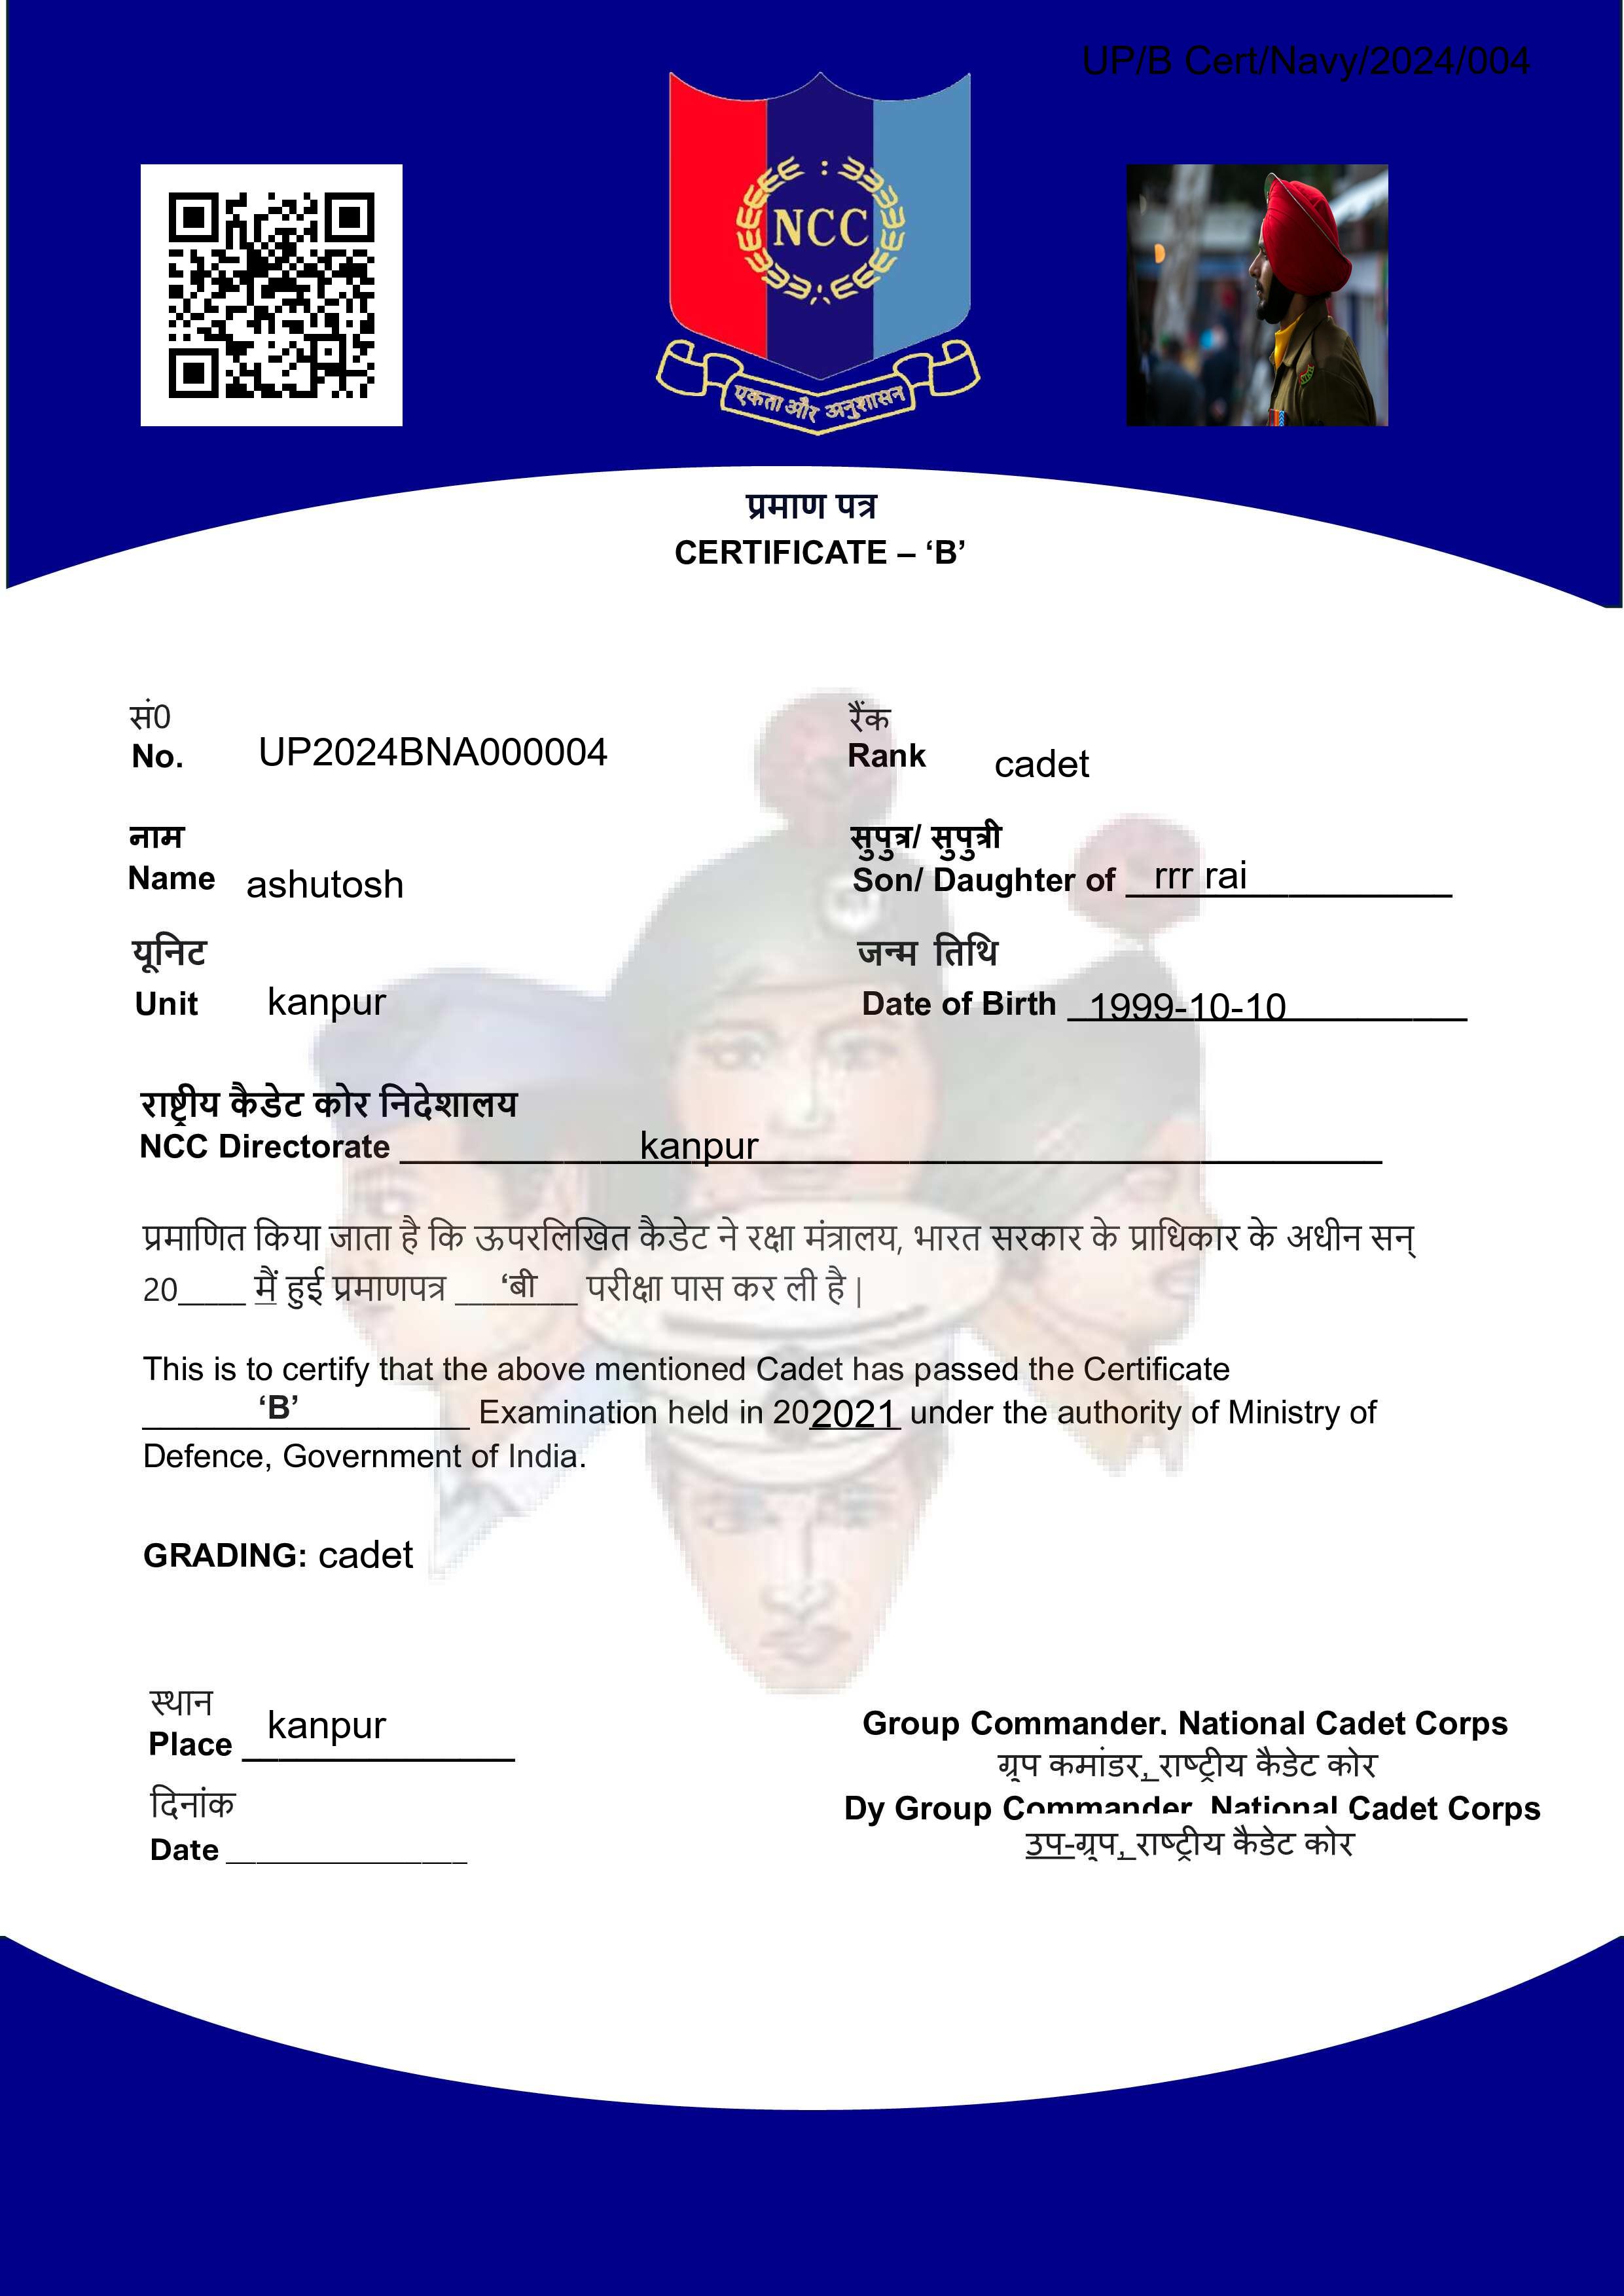 UP/B Cert/Navy/2024/004
NCC
एकता और अनुशासन
प्रमाण पत्र
CERTIFICATE – ‘B’
सं0
No. UP2024BNA000004
रैंक
Rank cadet
नाम
Name ashutosh
सुपुत्र/ सुपुत्री
Son/ Daughter of rrr rai
यूनिट
Unit kanpur
जन्म तिथि
Date of Birth 1999-10-10
राष्ट्रीय कैडेट कोर निदेशालय
NCC Directorate kanpur
प्रमाणित किया जाता है कि ऊपरलिखित कैडेट ने रक्षा मंत्रालय, भारत सरकार के प्राधिकार के अधीन सन्
20____ में हुई प्रमाणपत्र ‘बी परीक्षा पास कर ली है |
This is to certify that the above mentioned Cadet has passed the Certificate
‘B’ Examination held in 202021 under the authority of Ministry of
Defence, Government of India.
GRADING: cadet
स्थान
Place kanpur
दिनांक
Date ______________
Group Commander, National Cadet Corps
ग्रुप कमांडर, राष्ट्रीय कैडेट कोर
Dy Group Commander, National Cadet Corps
उप-ग्रुप, राष्ट्रीय कैडेट कोर